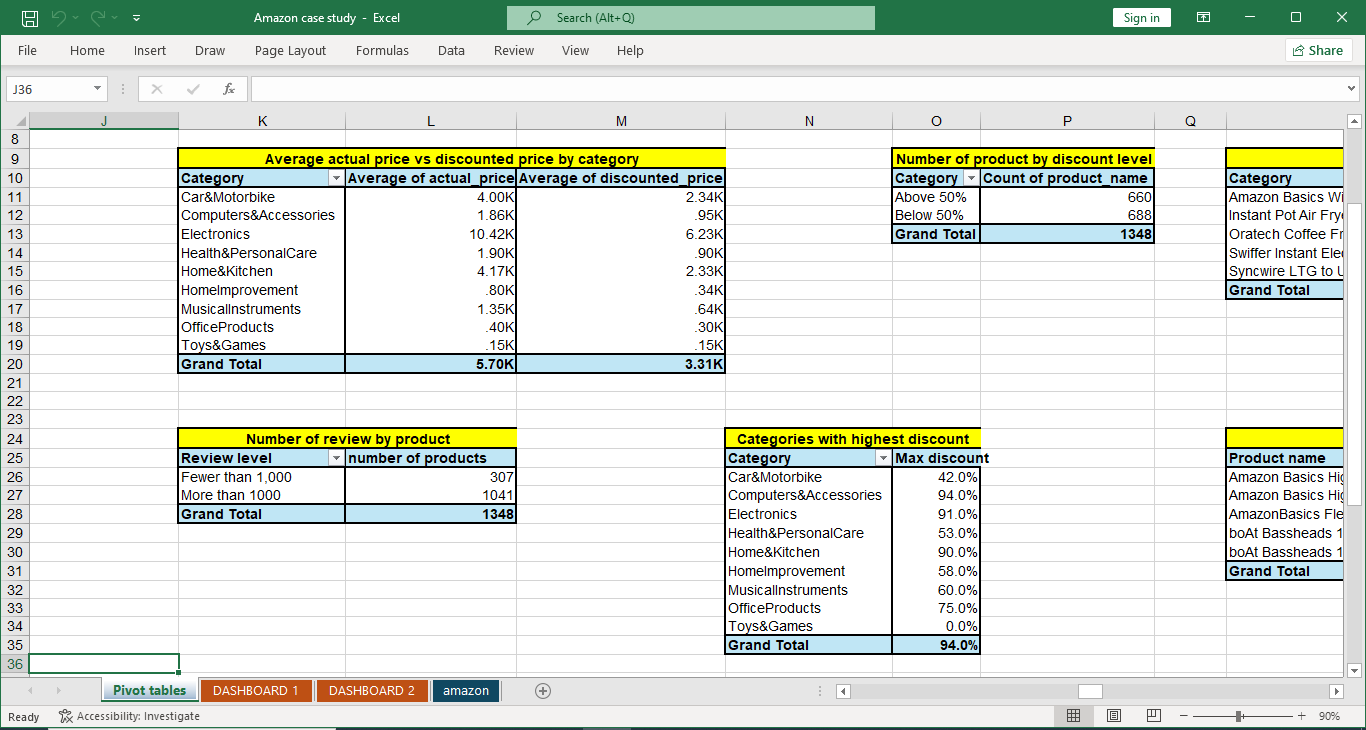 Amazon case study - Excel
Search (Alt+Q)
Sign in
File Home Insert Draw Page Layout Formulas Data Review View Help
Share
J36
fx
J K L M N O P Q
8
9 Average actual price vs discounted price by category Number of product by discount level
10 Category Average of actual_price Average of discounted_price Category Count of product_name Category
11 Car&Motorbike 4.00K 2.34K Above 50% 660 Amazon Basics Wi
12 Computers&Accessories 1.86K .95K Below 50% 688 Instant Pot Air Frye
13 Electronics 10.42K 6.23K Grand Total 1348 Oratech Coffee Fr
14 Health&PersonalCare 1.90K .90K Swiffer Instant Elec
15 Home&Kitchen 4.17K 2.33K Syncwire LTG to U
16 HomeImprovement .80K .34K Grand Total
17 MusicalInstruments 1.35K .64K
18 OfficeProducts .40K .30K
19 Toys&Games .15K .15K
20 Grand Total 5.70K 3.31K
21
22
23
24 Number of review by product Categories with highest discount
25 Review level number of products Category Max discount Product name
26 Fewer than 1,000 307 Car&Motorbike 42.0% Amazon Basics Hig
27 More than 1000 1041 Computers&Accessories 94.0% Amazon Basics Hig
28 Grand Total 1348 Electronics 91.0% AmazonBasics Fle
29 Health&PersonalCare 53.0% boAt Bassheads 1
30 Home&Kitchen 90.0% boAt Bassheads 1
31 HomeImprovement 58.0% Grand Total
32 MusicalInstruments 60.0%
33 OfficeProducts 75.0%
34 Toys&Games 0.0%
35 Grand Total 94.0%
36
Pivot tables DASHBOARD 1 DASHBOARD 2 amazon
Ready Accessibility: Investigate 90%